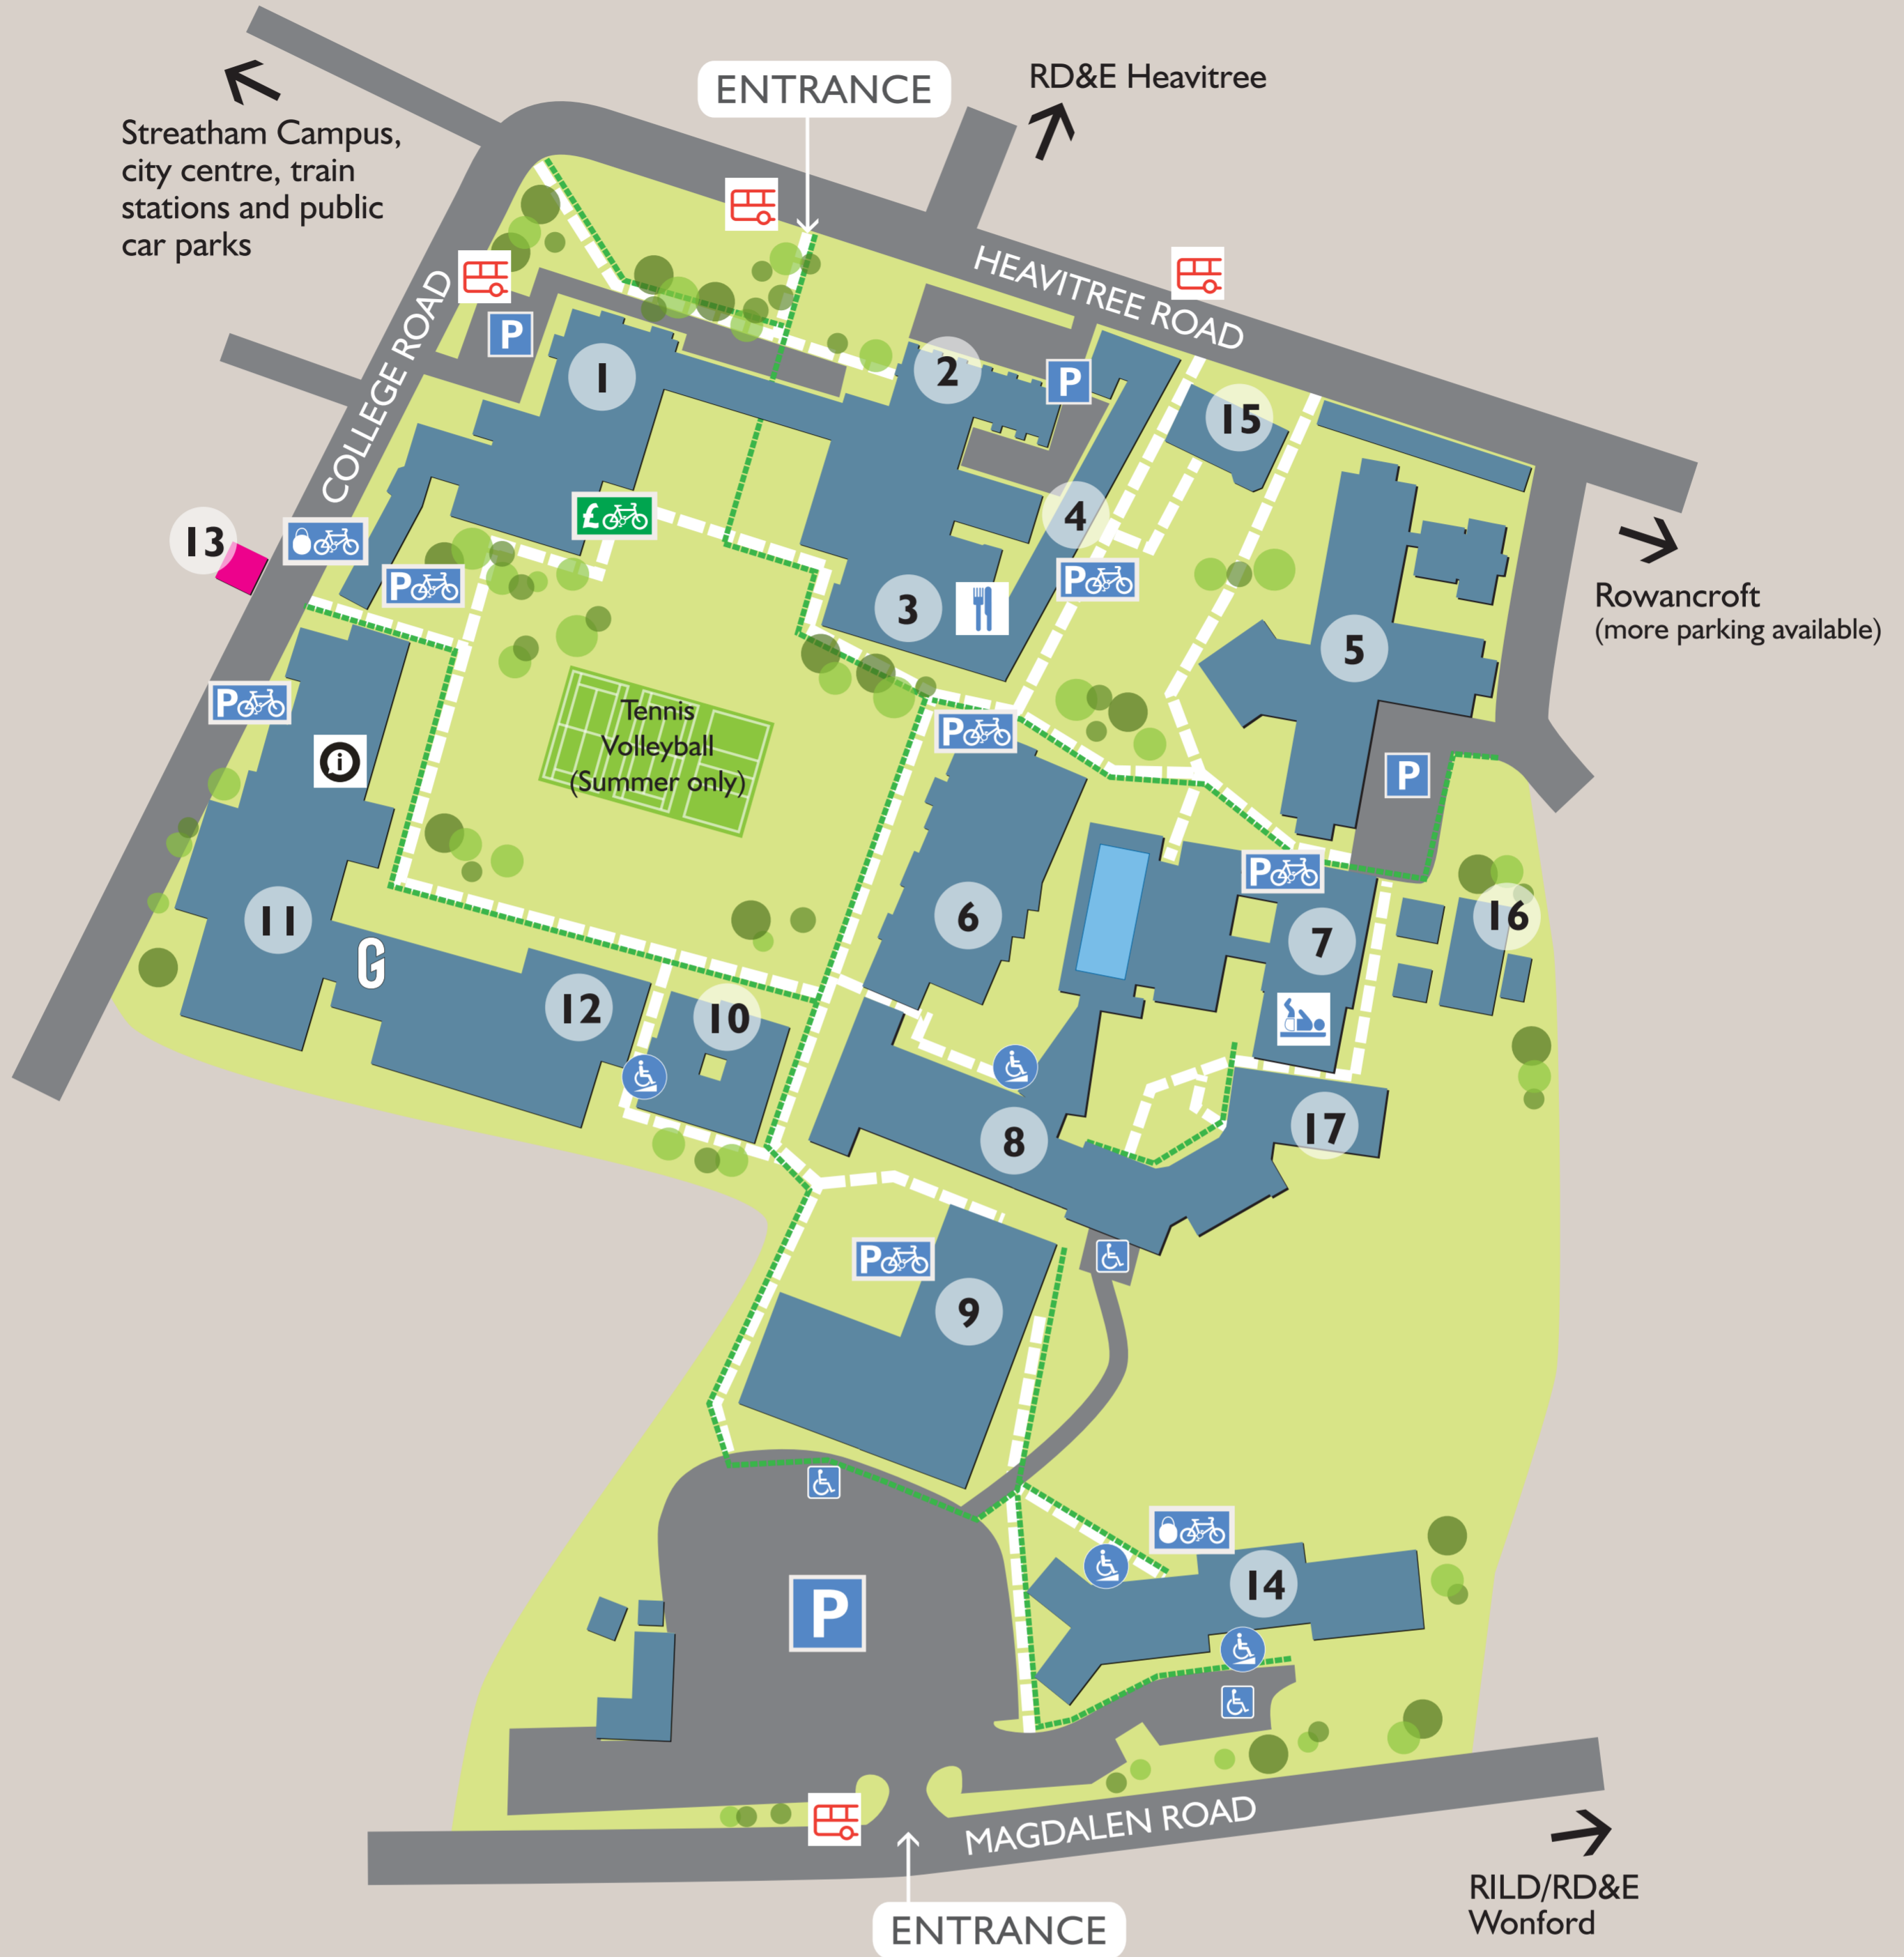 ENTRANCE
RD&E Heavitree
Streatham Campus,
city centre, train
stations and public
car parks
HEAVITREE ROAD
COLLEGE ROAD
P
1
2
P
15
4
£
13
P
P
3
5
Rowancroft
(more parking available)
P
Tennis
Volleyball
(Summer only)
P
i
P
P
11
6
7
16
G
12
10
8
17
P
9
14
P
MAGDALEN ROAD
RILD/RD&E
Wonford
ENTRANCE